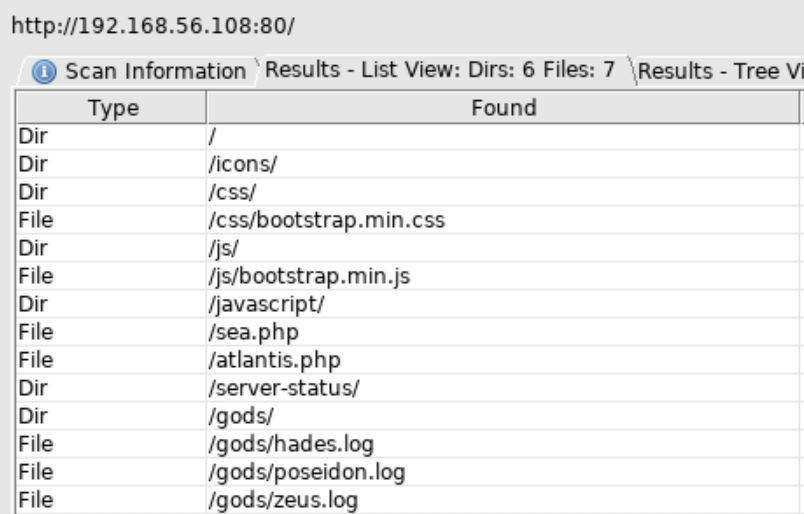 http://192.168.56.108:80/
Scan Information Results - List View: Dirs: 6 Files: 7 Results - Tree Vi
Type Found
Dir /
Dir /icons/
Dir /css/
File /css/bootstrap.min.css
Dir /js/
File /js/bootstrap.min.js
Dir /javascript/
File /sea.php
File /atlantis.php
Dir /server-status/
Dir /gods/
File /gods/hades.log
File /gods/poseidon.log
File /gods/zeus.log